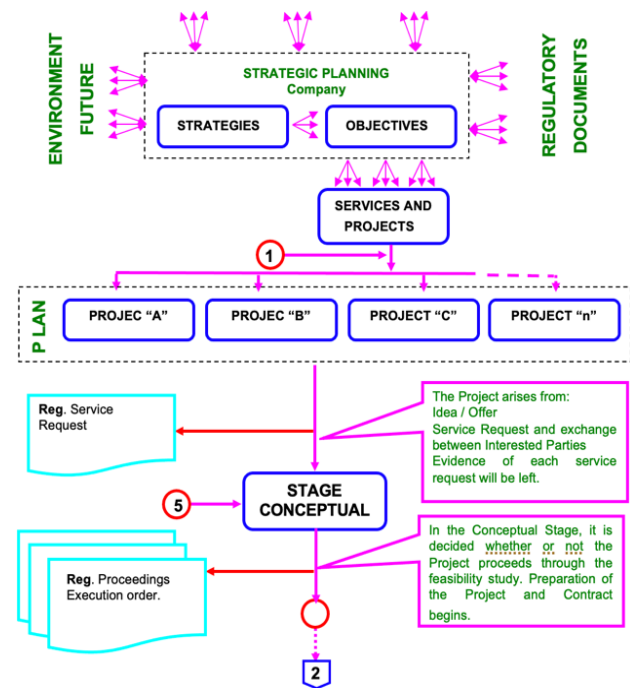 ENVIRONMENT
FUTURE
STRATEGIC PLANNING
Company
STRATEGIES
OBJECTIVES
REGULATORY
DOCUMENTS
SERVICES AND
PROJECTS
1
PLAN
PROJEC “A”
PROJEC “B”
PROJECT “C”
PROJECT “n”
Reg. Service
Request
The Project arises from:
Idea / Offer
Service Request and exchange
between Interested Parties
Evidence of each service
request will be left.
5
STAGE
CONCEPTUAL
Reg. Proceedings
Execution order.
In the Conceptual Stage, it is
decided whether or not the
Project proceeds through the
feasibility study. Preparation of
the Project and Contract
begins.
2